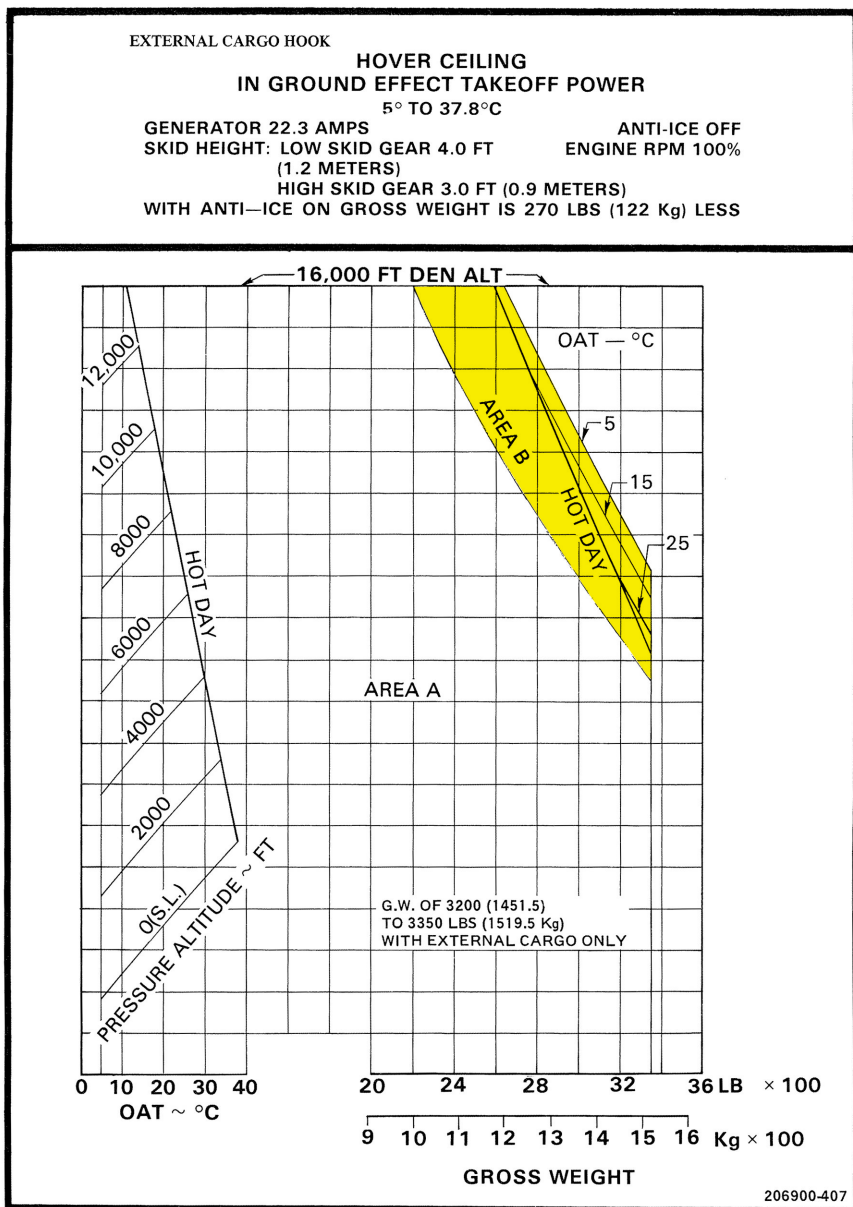 EXTERNAL CARGO HOOK
HOVER CEILING
IN GROUND EFFECT TAKEOFF POWER
5° TO 37.8°C
GENERATOR 22.3 AMPS ANTI-ICE OFF
SKID HEIGHT: LOW SKID GEAR 4.0 FT ENGINE RPM 100%
(1.2 METERS)
HIGH SKID GEAR 3.0 FT (0.9 METERS)
WITH ANTI—ICE ON GROSS WEIGHT IS 270 LBS (122 Kg) LESS
16,000 FT DEN ALT
OAT — °C
12,000
10,000
8000
6000
4000
2000
0(S.L.)
PRESSURE ALTITUDE ~ FT
HOT DAY
AREA B
HOT DAY
5
15
25
AREA A
G.W. OF 3200 (1451.5)
TO 3350 LBS (1519.5 Kg)
WITH EXTERNAL CARGO ONLY
0 10 20 30 40
OAT ~ °C
20 24 28 32 36 LB × 100
9 10 11 12 13 14 15 16 Kg × 100
GROSS WEIGHT
206900-407